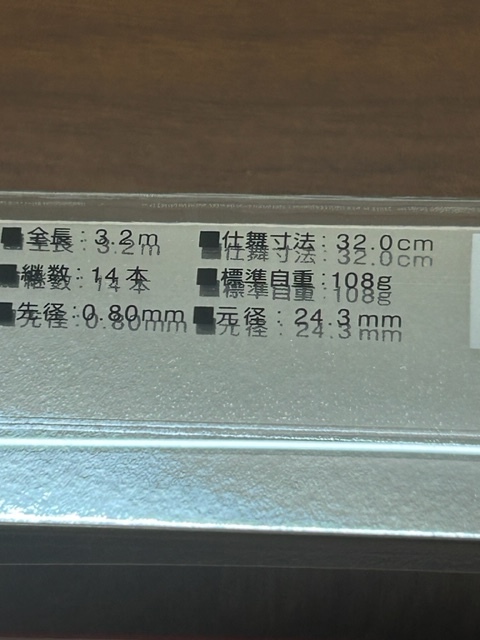 ■全長：3.2m ■仕舞寸法：32.0cm
■継数：14本 ■標準自重：108g
■先径：0.80mm ■元径：24.3mm